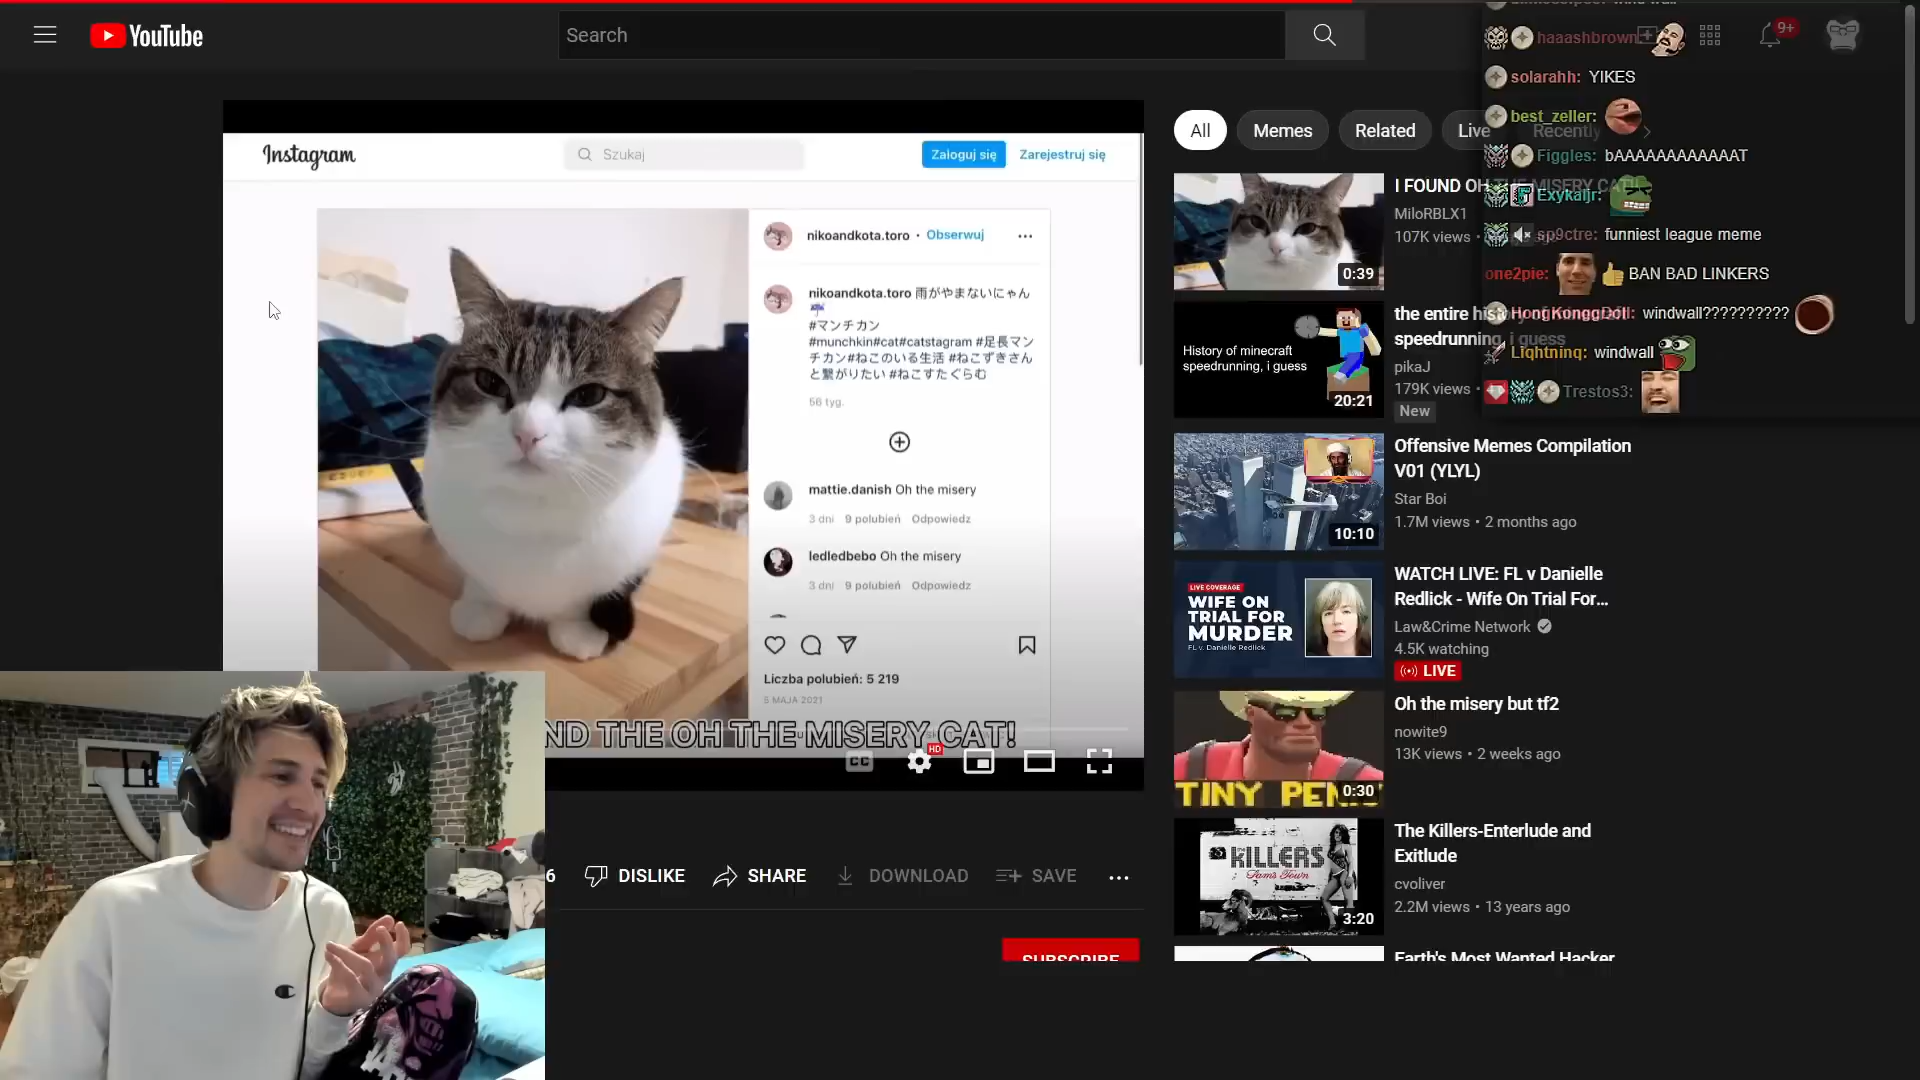 YouTube
Search
9+
Instagram
Szukaj
Zaloguj się
Zarejestruj się
nikoandkota.toro • Obserwuj
nikoandkota.toro 雨がやまないにゃん
☔
#マンチカン
#munchkin#cat#catstagram #足長マン
チカン#ねこのいる生活 #ねこずきさん
と繋がりたい #ねこすたぐらむ
56 tyg.
mattie.danish Oh the misery
3 dni 9 polubień Odpowiedz
ledledbebo Oh the misery
3 dni 9 polubień Odpowiedz
Liczba polubień: 5 219
5 MAJA 2021
ND THE OH THE MISERY CAT!
CC
HD
6
DISLIKE
SHARE
DOWNLOAD
SAVE
SUBSCRIBE
All
Memes
Related
Live
Recently
I FOUND OH THE MISERY CAT!
MiloRBLX1
107K views •
0:39
History of minecraft
speedrunning, i guess
20:21
the entire history of
speedrunning, i guess
pikaJ
179K views •
New
10:10
Offensive Memes Compilation
V01 (YLYL)
Star Boi
1.7M views • 2 months ago
LIVE COVERAGE
WIFE ON
TRIAL FOR
MURDER
FL v. Danielle Redlick
WATCH LIVE: FL v Danielle
Redlick - Wife On Trial For...
Law&Crime Network
4.5K watching
LIVE
TINY PENIS
0:30
Oh the misery but tf2
nowite9
13K views • 2 weeks ago
KILLERS
Sam's Town
3:20
The Killers-Enterlude and
Exitlude
cvoliver
2.2M views • 13 years ago
Earth's Most Wanted Hacker
haaashbrown:
solarahh: YIKES
best_zeller:
Figgles: bAAAAAAAAAAAAT
Exykaljr:
sp9ctre: funniest league meme
one2pie: 👍 BAN BAD LINKERS
windwall??????????
Liqhtninq: windwall
Trestos3: